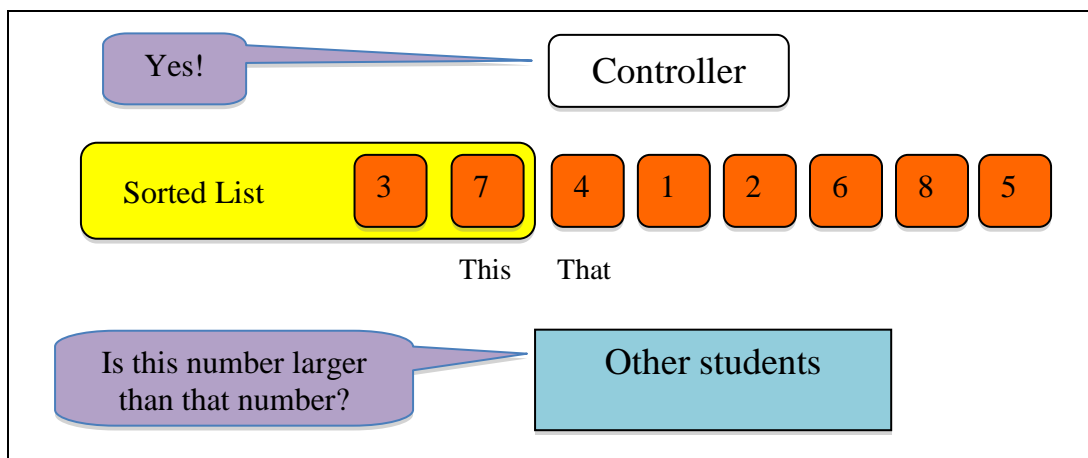 Yes!
Controller
Sorted List 3 7 4 1 2 6 8 5
This That
Is this number larger
than that number?
Other students